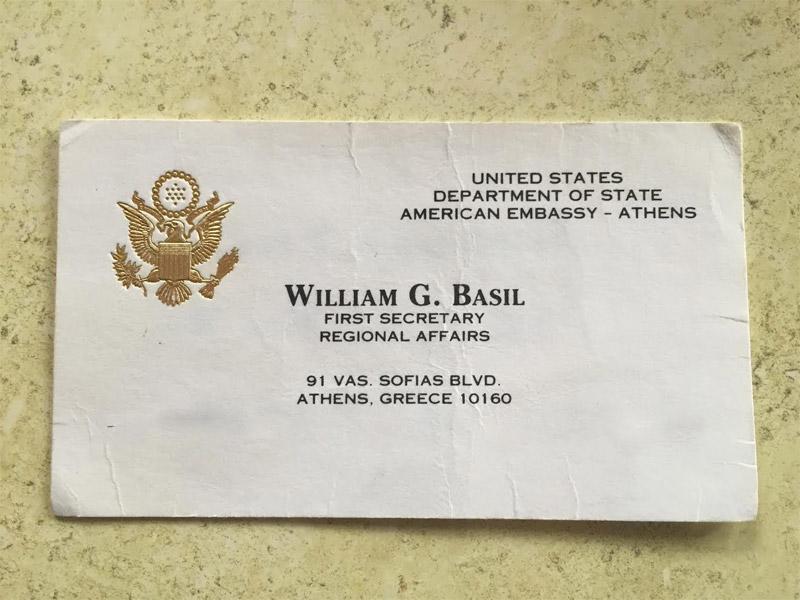 UNITED STATES
DEPARTMENT OF STATE
AMERICAN EMBASSY – ATHENS
WILLIAM G. BASIL
FIRST SECRETARY
REGIONAL AFFAIRS
91 VAS. SOFIAS BLVD.
ATHENS, GREECE 10160